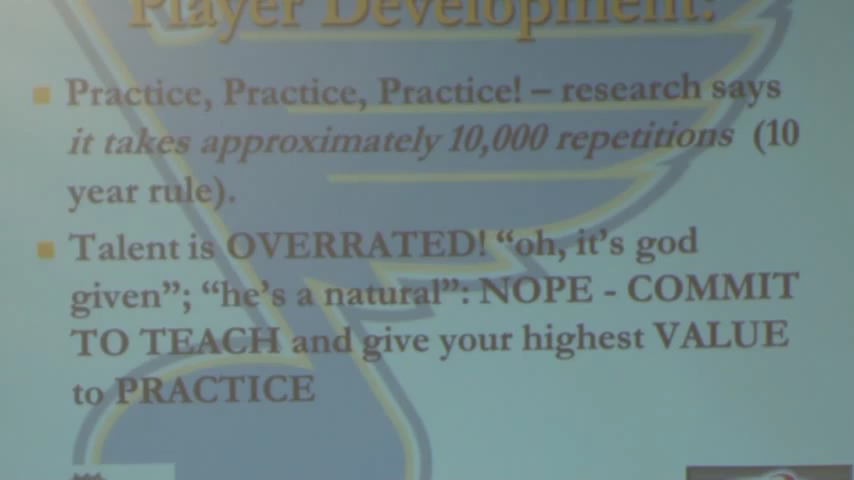 Player Development:
Practice, Practice, Practice! – research says
it takes approximately 10,000 repetitions (10
year rule).
Talent is OVERRATED! “oh, it’s god
given”; “he’s a natural”: NOPE - COMMIT
TO TEACH and give your highest VALUE
to PRACTICE